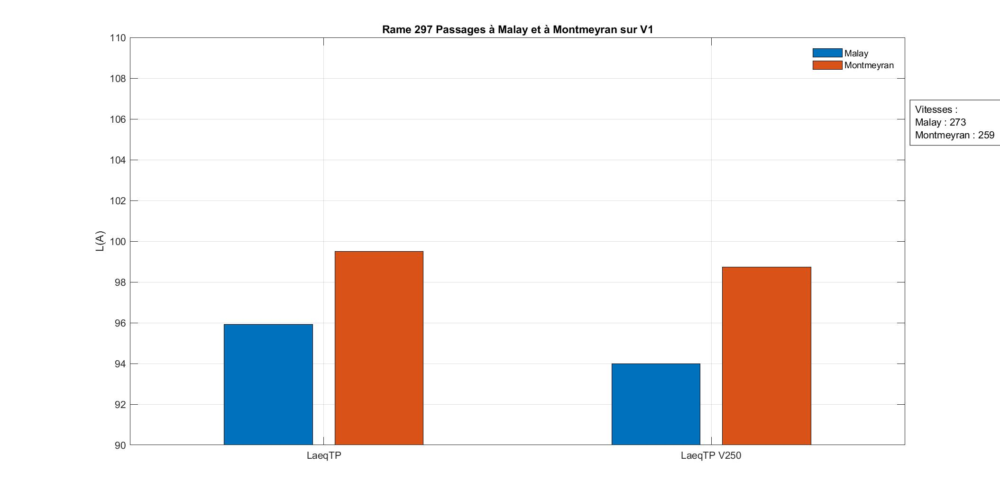 Rame 297 Passages à Malay et à Montmeyran sur V1
110
108
106
104
102
100
98
96
94
92
90
L(A)
Malay
Montmeyran
Vitesses :
Malay : 273
Montmeyran : 259
LaeqTP
LaeqTP V250